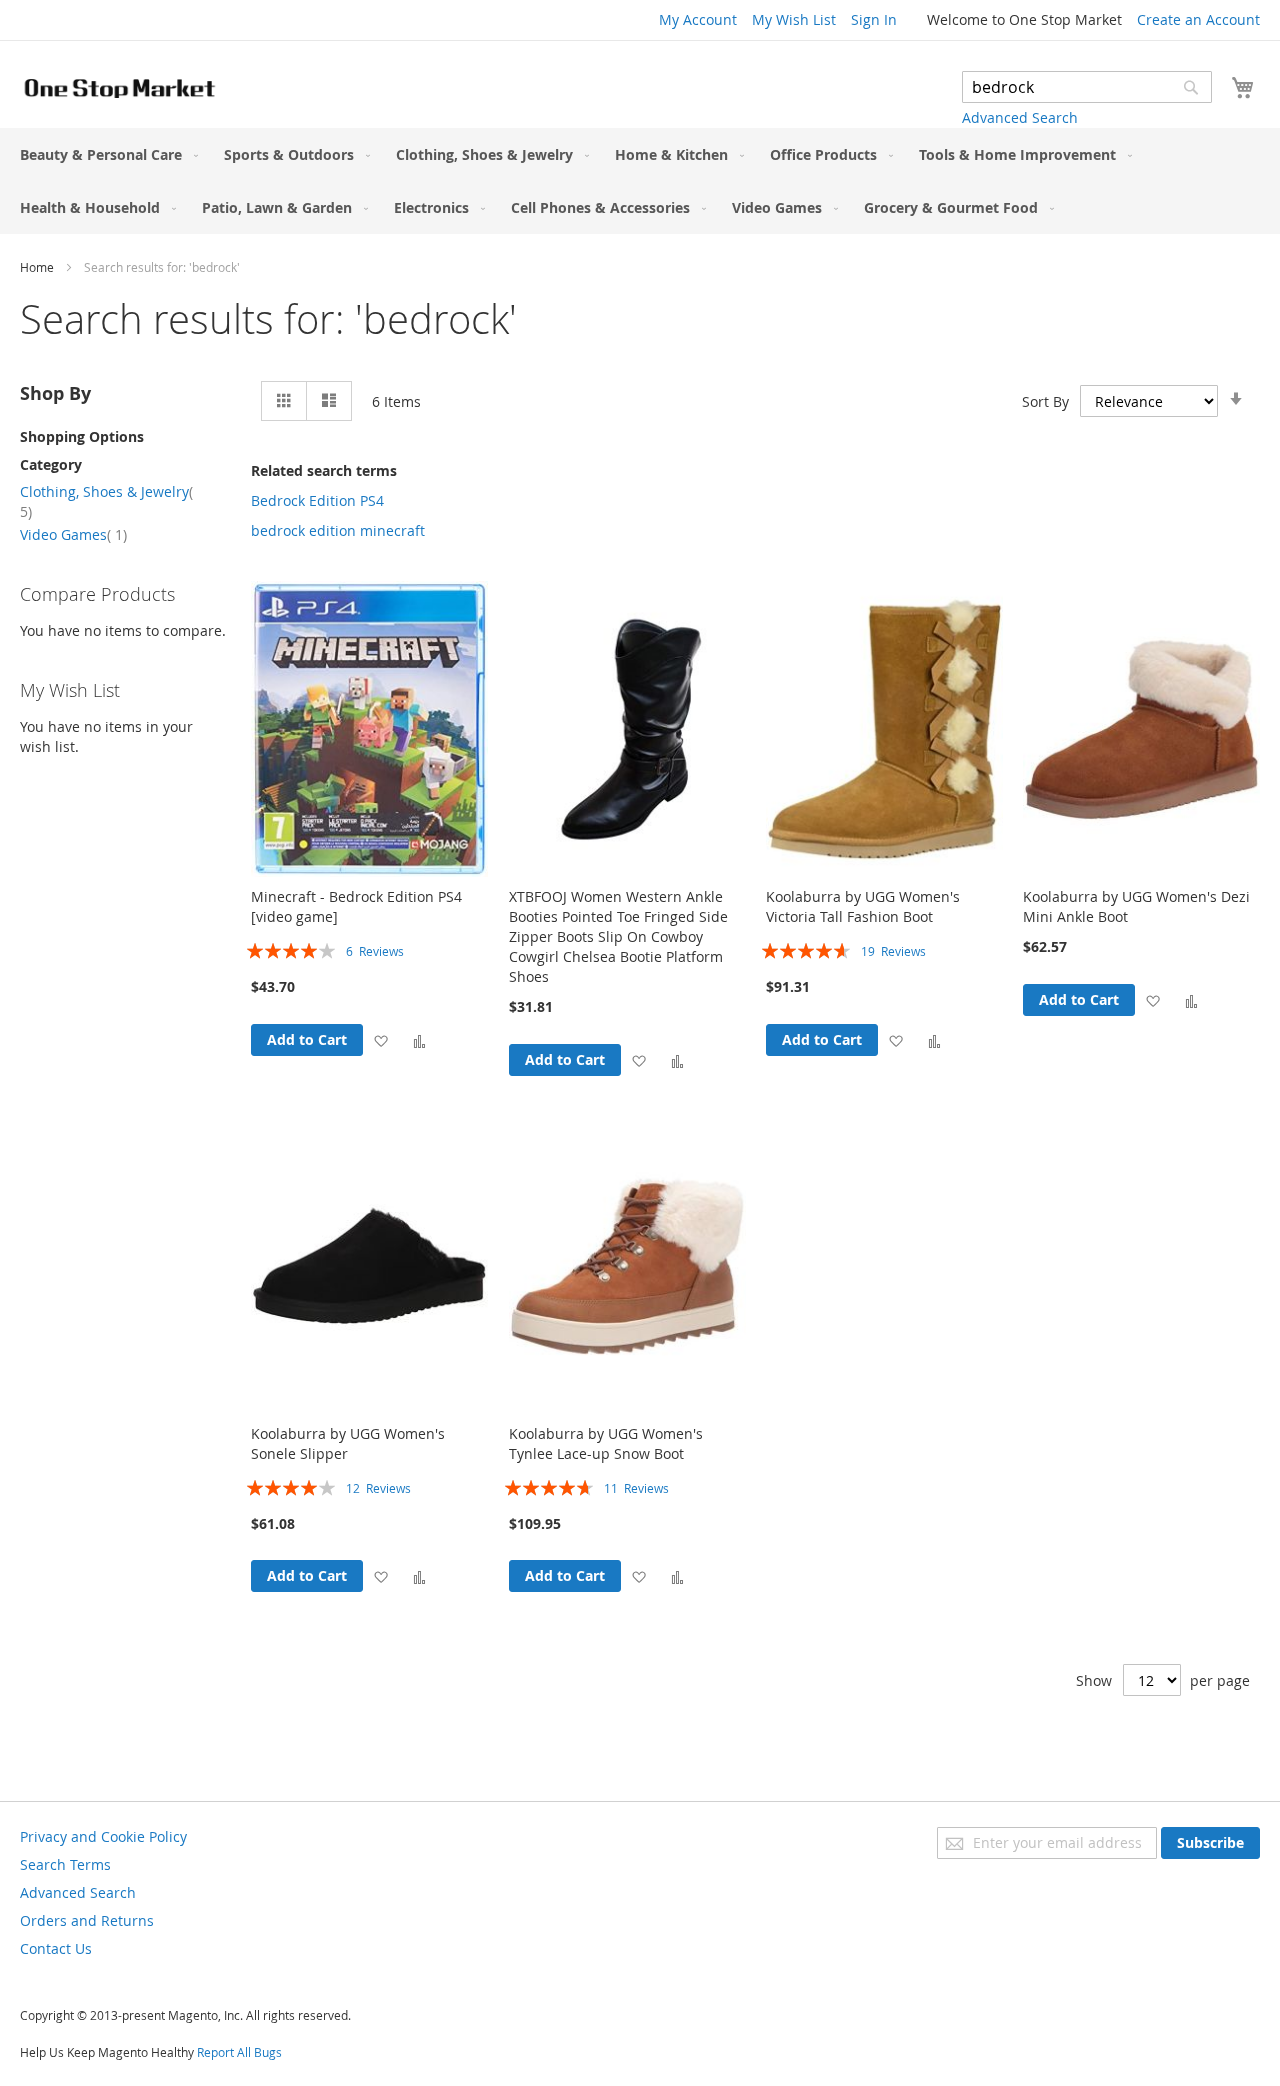 My Account My Wish List Sign In Welcome to One Stop Market Create an Account
One Stop Market
bedrock
Advanced Search
Beauty & Personal Care Sports & Outdoors Clothing, Shoes & Jewelry Home & Kitchen Office Products Tools & Home Improvement
Health & Household Patio, Lawn & Garden Electronics Cell Phones & Accessories Video Games Grocery & Gourmet Food
Home Search results for: 'bedrock'
Search results for: 'bedrock'
Shop By
Shopping Options
Category
Clothing, Shoes & Jewelry(
5)
Video Games( 1)
Compare Products
You have no items to compare.
My Wish List
You have no items in your
wish list.
6 Items
Sort By Relevance
Related search terms
Bedrock Edition PS4
bedrock edition minecraft
PS4
MINECRAFT
7
STARTER PACK
MOJANG
Minecraft - Bedrock Edition PS4
[video game]
6 Reviews
$43.70
Add to Cart
XTBFOOJ Women Western Ankle
Booties Pointed Toe Fringed Side
Zipper Boots Slip On Cowboy
Cowgirl Chelsea Bootie Platform
Shoes
$31.81
Add to Cart
Koolaburra by UGG Women's
Victoria Tall Fashion Boot
19 Reviews
$91.31
Add to Cart
Koolaburra by UGG Women's Dezi
Mini Ankle Boot
$62.57
Add to Cart
Koolaburra by UGG Women's
Sonele Slipper
12 Reviews
$61.08
Add to Cart
Koolaburra by UGG Women's
Tynlee Lace-up Snow Boot
11 Reviews
$109.95
Add to Cart
Show 12 per page
Privacy and Cookie Policy
Search Terms
Advanced Search
Orders and Returns
Contact Us
Enter your email address Subscribe
Copyright © 2013-present Magento, Inc. All rights reserved.
Help Us Keep Magento Healthy Report All Bugs